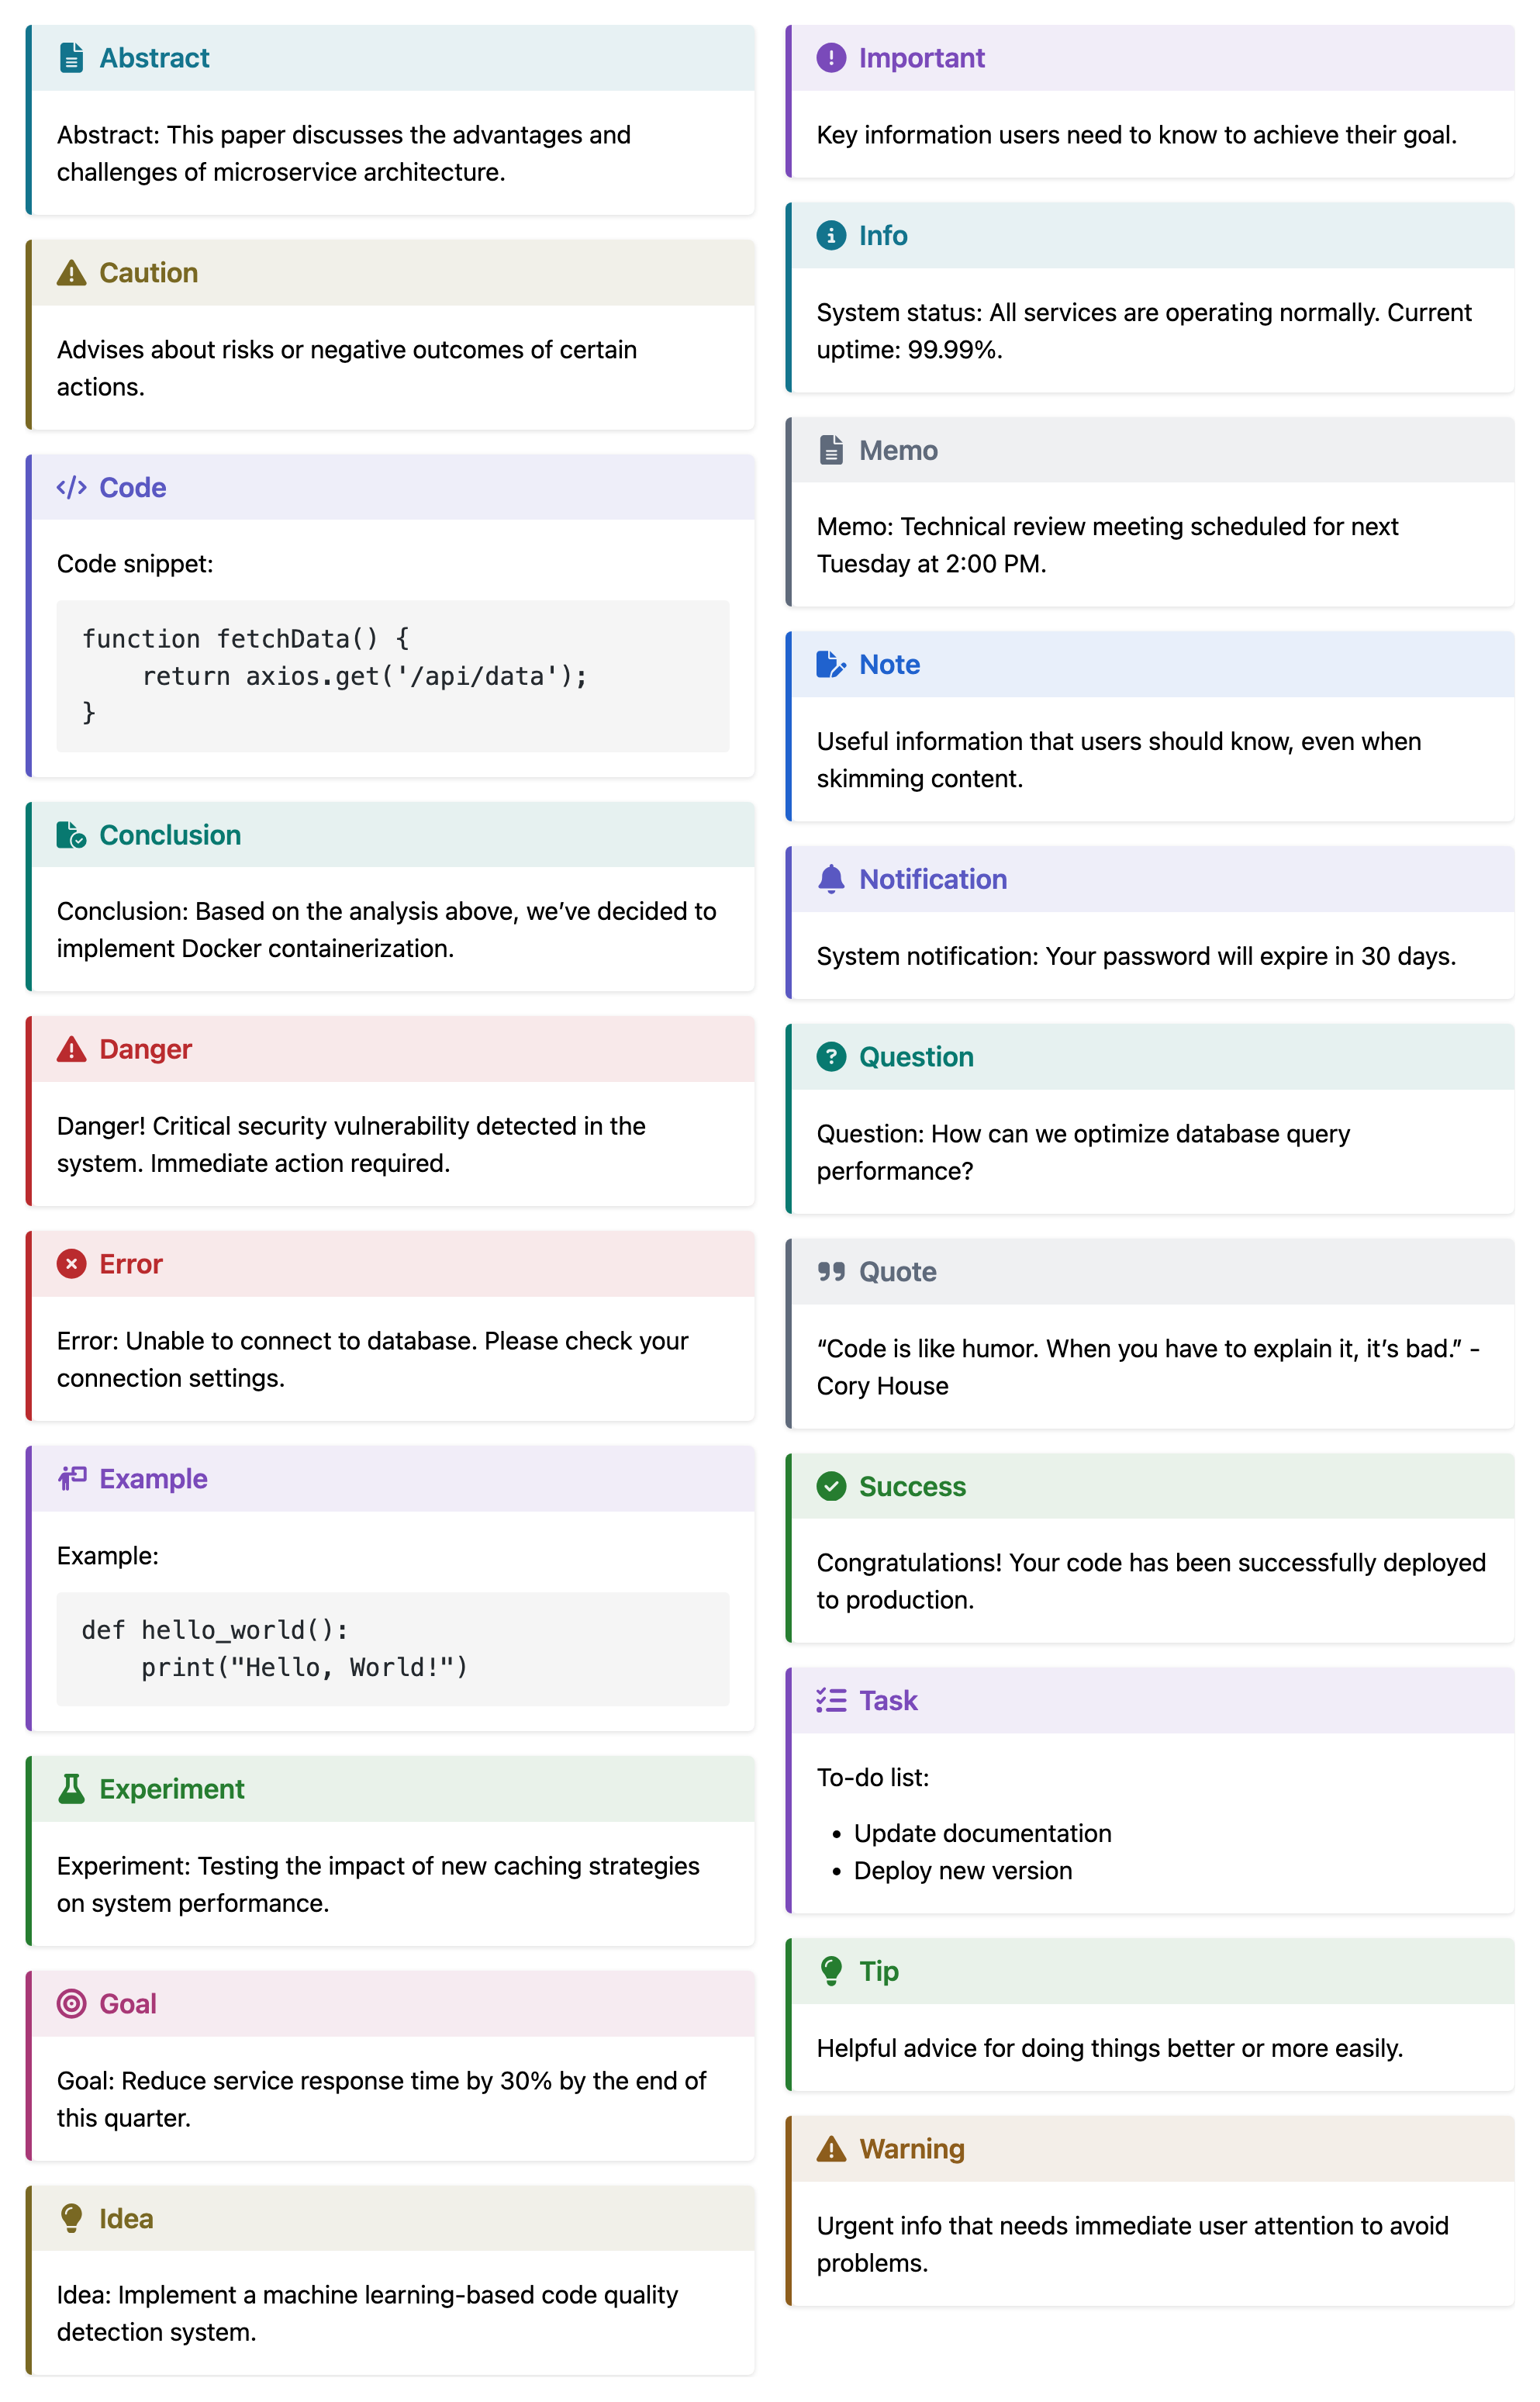 Abstract
Abstract: This paper discusses the advantages and
challenges of microservice architecture.
Caution
Advises about risks or negative outcomes of certain
actions.
Code
Code snippet:
function fetchData() {
    return axios.get('/api/data');
}
Conclusion
Conclusion: Based on the analysis above, we’ve decided to
implement Docker containerization.
Danger
Danger! Critical security vulnerability detected in the
system. Immediate action required.
Error
Error: Unable to connect to database. Please check your
connection settings.
Example
Example:
def hello_world():
    print("Hello, World!")
Experiment
Experiment: Testing the impact of new caching strategies
on system performance.
Goal
Goal: Reduce service response time by 30% by the end of
this quarter.
Idea
Idea: Implement a machine learning-based code quality
detection system.
Important
Key information users need to know to achieve their goal.
Info
System status: All services are operating normally. Current
uptime: 99.99%.
Memo
Memo: Technical review meeting scheduled for next
Tuesday at 2:00 PM.
Note
Useful information that users should know, even when
skimming content.
Notification
System notification: Your password will expire in 30 days.
Question
Question: How can we optimize database query
performance?
Quote
“Code is like humor. When you have to explain it, it’s bad.” -
Cory House
Success
Congratulations! Your code has been successfully deployed
to production.
Task
To-do list:
• Update documentation
• Deploy new version
Tip
Helpful advice for doing things better or more easily.
Warning
Urgent info that needs immediate user attention to avoid
problems.